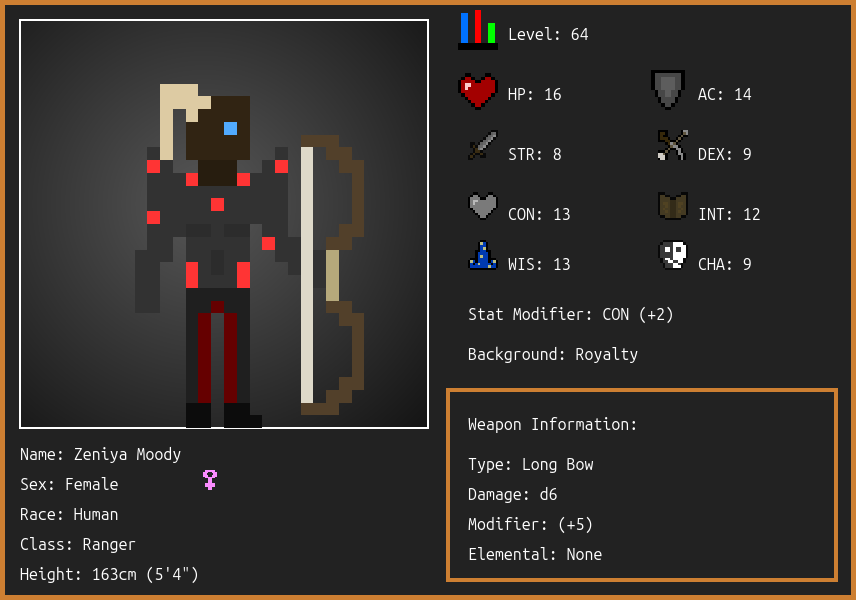 Level: 64
HP: 16
AC: 14
STR: 8
DEX: 9
CON: 13
INT: 12
WIS: 13
CHA: 9
Stat Modifier: CON (+2)
Background: Royalty
Weapon Information:
Type: Long Bow
Damage: d6
Modifier: (+5)
Elemental: None
Name: Zeniya Moody
Sex: Female
Race: Human
Class: Ranger
Height: 163cm (5'4")